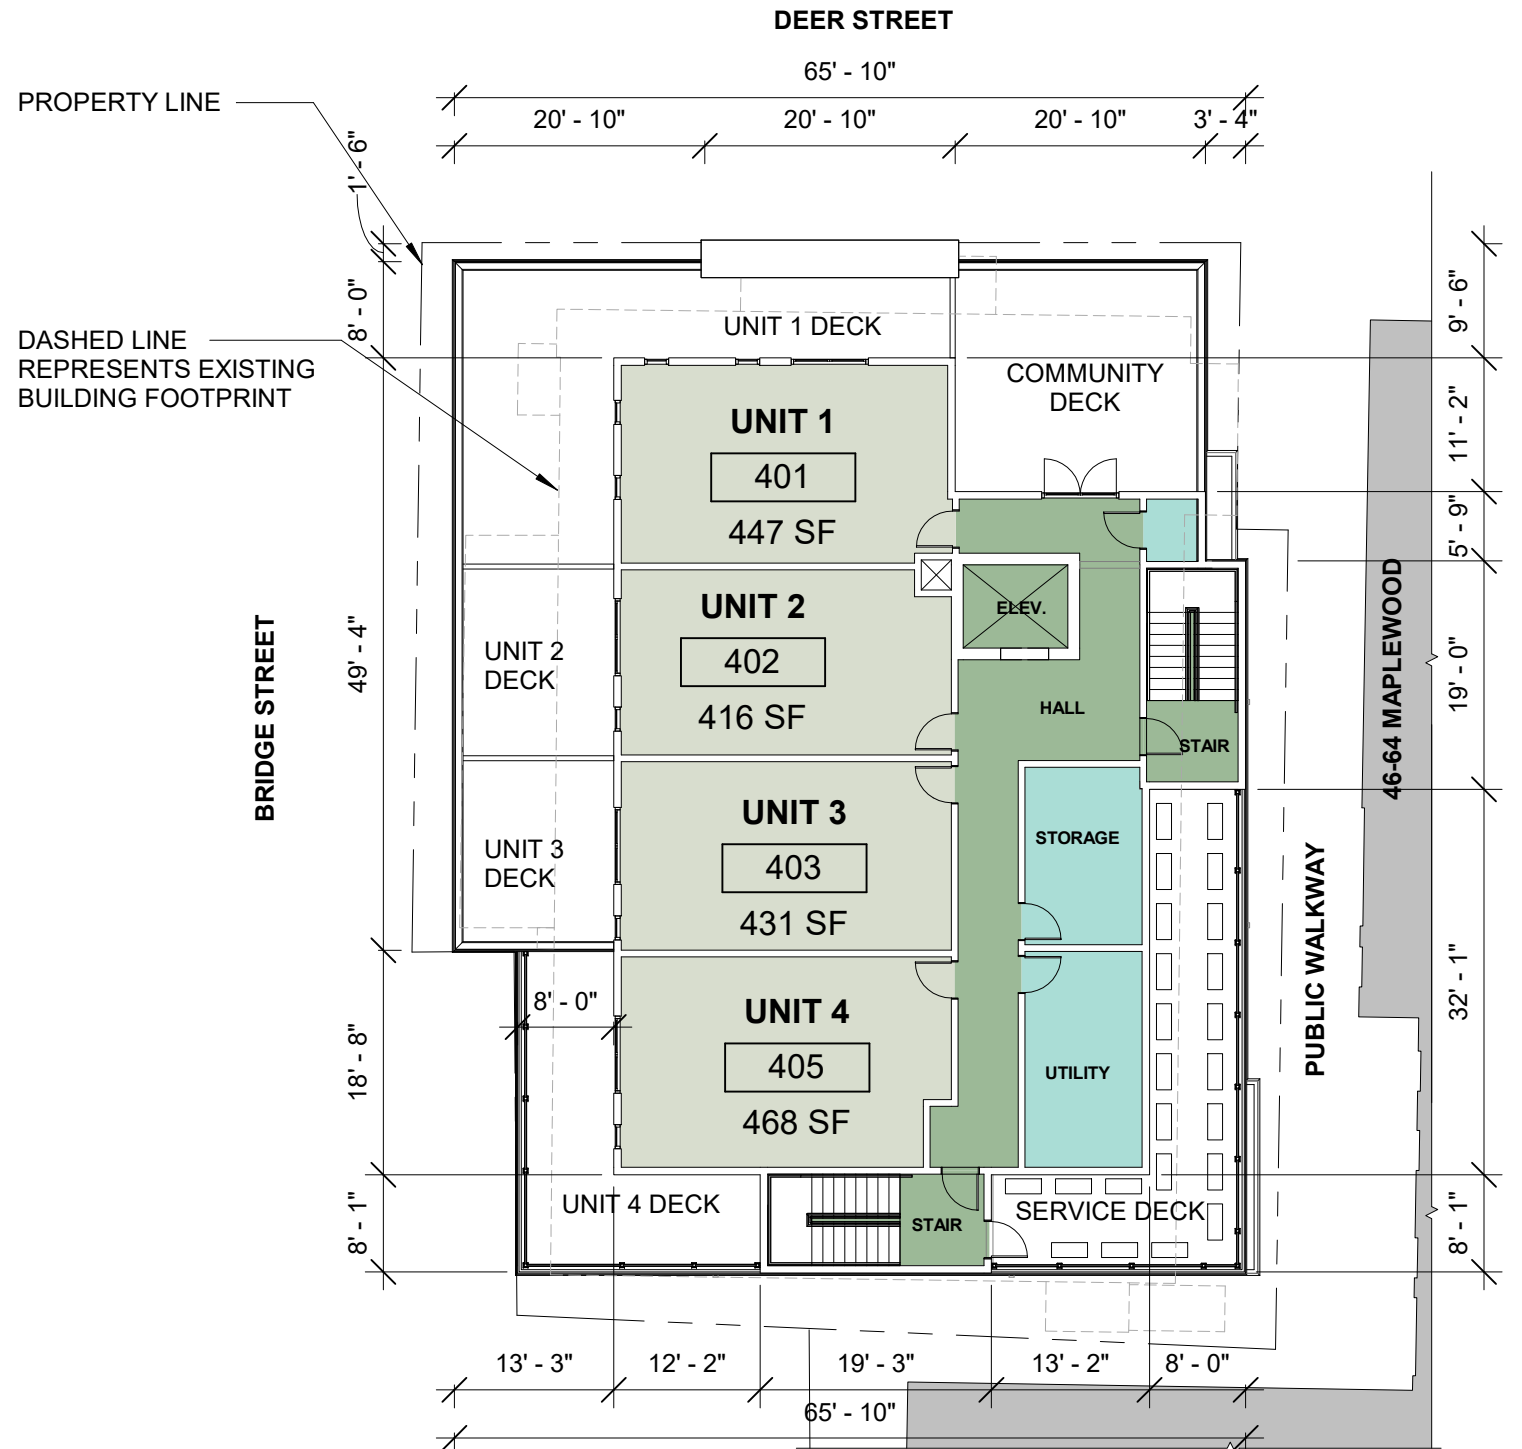 DEER STREET
65' - 10"
20' - 10"
20' - 10"
20' - 10"
3' - 4"
PROPERTY LINE
1' - 6"
8' - 0"
49' - 4"
18' - 8"
8' - 1"
DASHED LINE
REPRESENTS EXISTING
BUILDING FOOTPRINT
BRIDGE STREET
UNIT 1 DECK
COMMUNITY
DECK
UNIT 1
401
447 SF
UNIT 2
402
416 SF
UNIT 2
DECK
ELEV.
HALL
STAIR
UNIT 3
403
431 SF
UNIT 3
DECK
STORAGE
8' - 0"
UNIT 4
405
468 SF
UTILITY
UNIT 4 DECK
STAIR
SERVICE DECK
PUBLIC WALKWAY
46-64 MAPLEWOOD
9' - 6"
11' - 2"
5' - 9"
19' - 0"
32' - 1"
8' - 1"
13' - 3"
12' - 2"
19' - 3"
13' - 2"
8' - 0"
65' - 10"